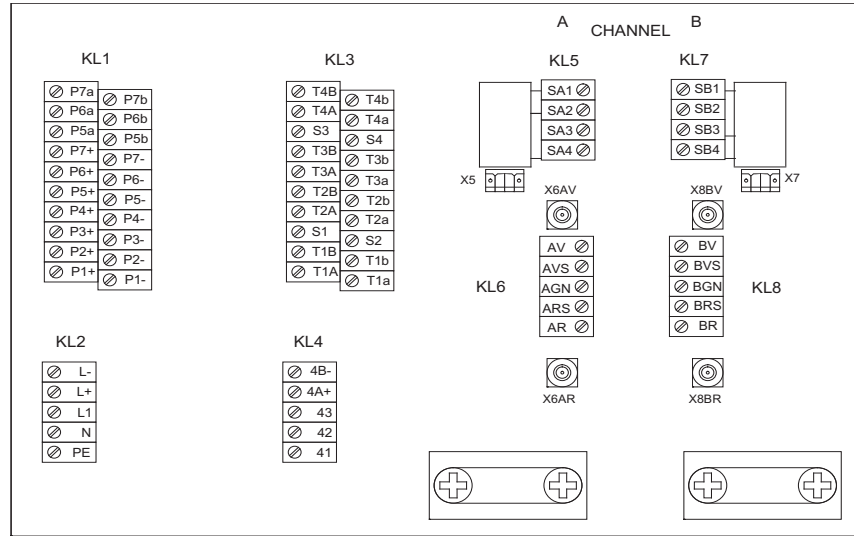 A CHANNEL B
KL1
KL3
KL5
KL7
P7a
P7b
P6a
P6b
P5a
P5b
P7+
P7-
P6+
P6-
P5+
P5-
P4+
P4-
P3+
P3-
P2+
P2-
P1+
P1-
T4B
T4b
T4A
T4a
S3
S4
T3B
T3b
T3A
T3a
T2B
T2b
T2A
T2a
S1
S2
T1B
T1b
T1A
T1a
SA1
SA2
SA3
SA4
X5
SB1
SB2
SB3
SB4
X7
X6AV
X8BV
KL6
AV
AVS
AGN
ARS
AR
BV
BVS
BGN
BRS
BR
KL8
X6AR
X8BR
KL2
L-
L+
L1
N
PE
KL4
4B-
4A+
43
42
41